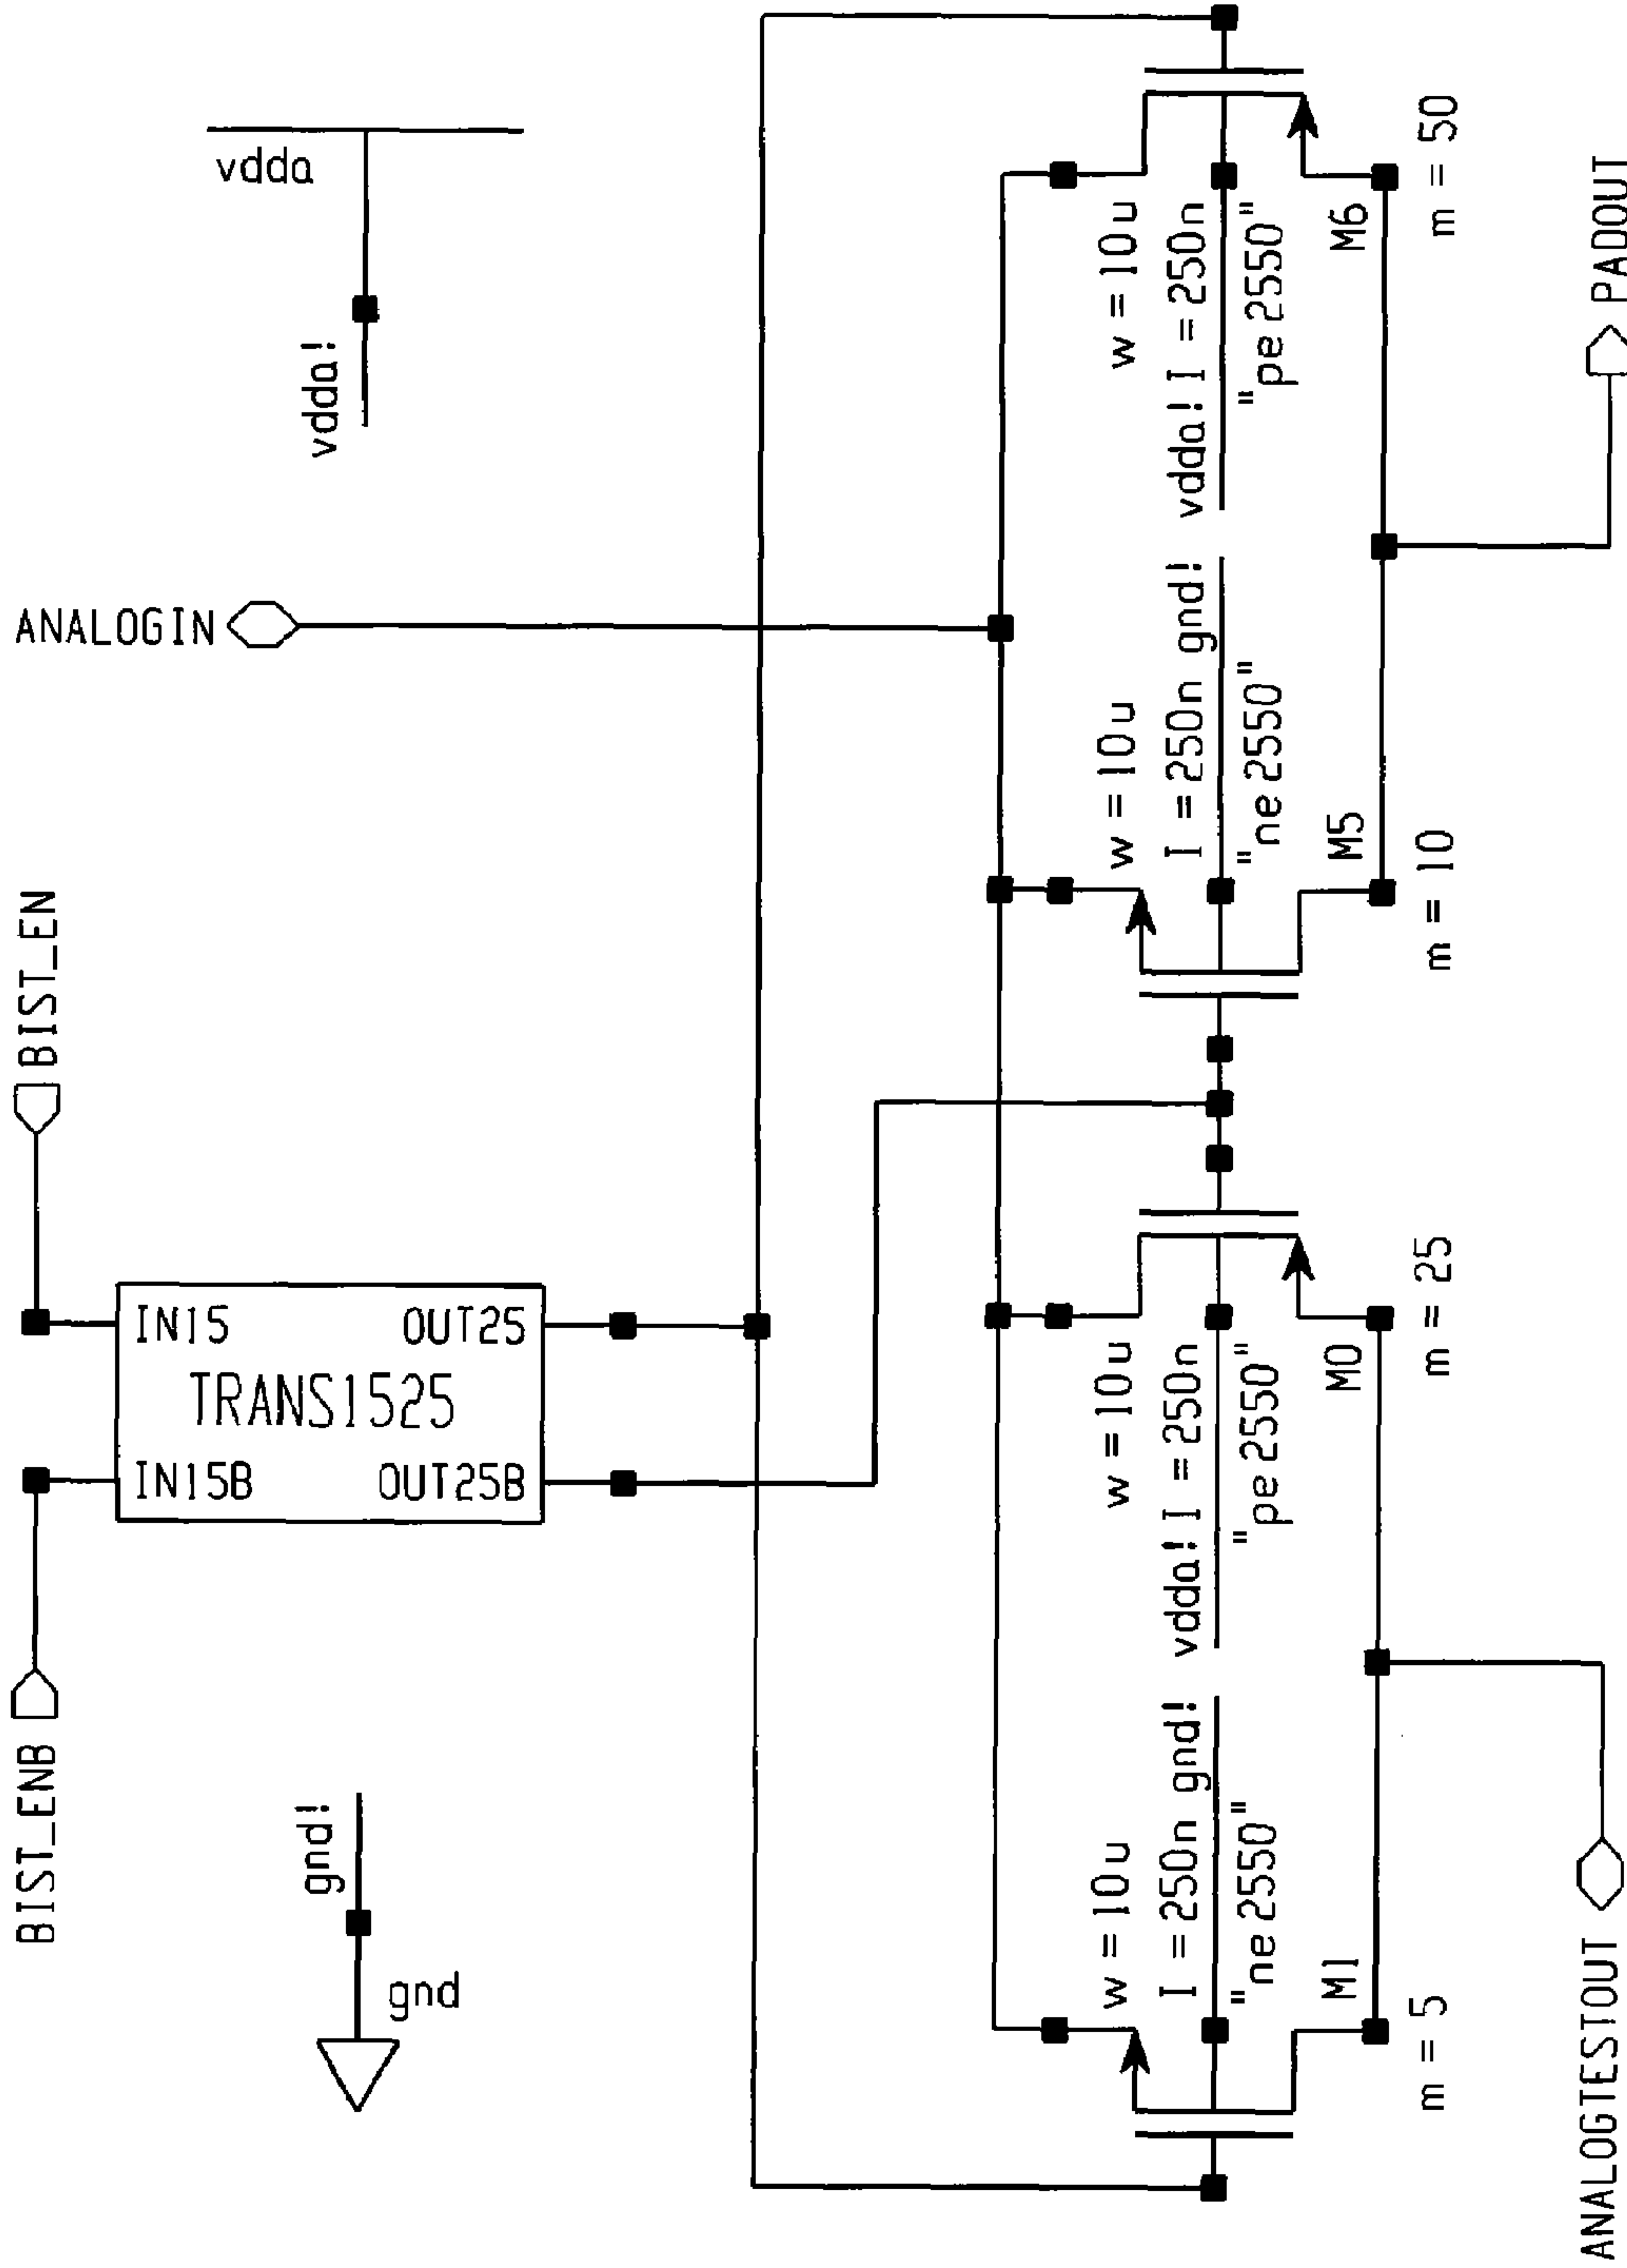 BIST_ENB
BIST_EN
ANALOGIN
IN15B
IN15
TRANS1525
OUT25B
OUT25
gnd!
gnd
vdda!
vdda
w = 10u
I = 250n gnd!
"ne 2550"
M1
m = 5
w = 10u
vdda! I = 250n
"pe 2550"
M0
m = 25
w = 10u
I = 250n gnd!
"ne 2550"
M5
m = 10
w = 10u
vdda! I = 250n
"pe 2550"
M6
m = 50
ANALOGTESTOUT
PADOUT